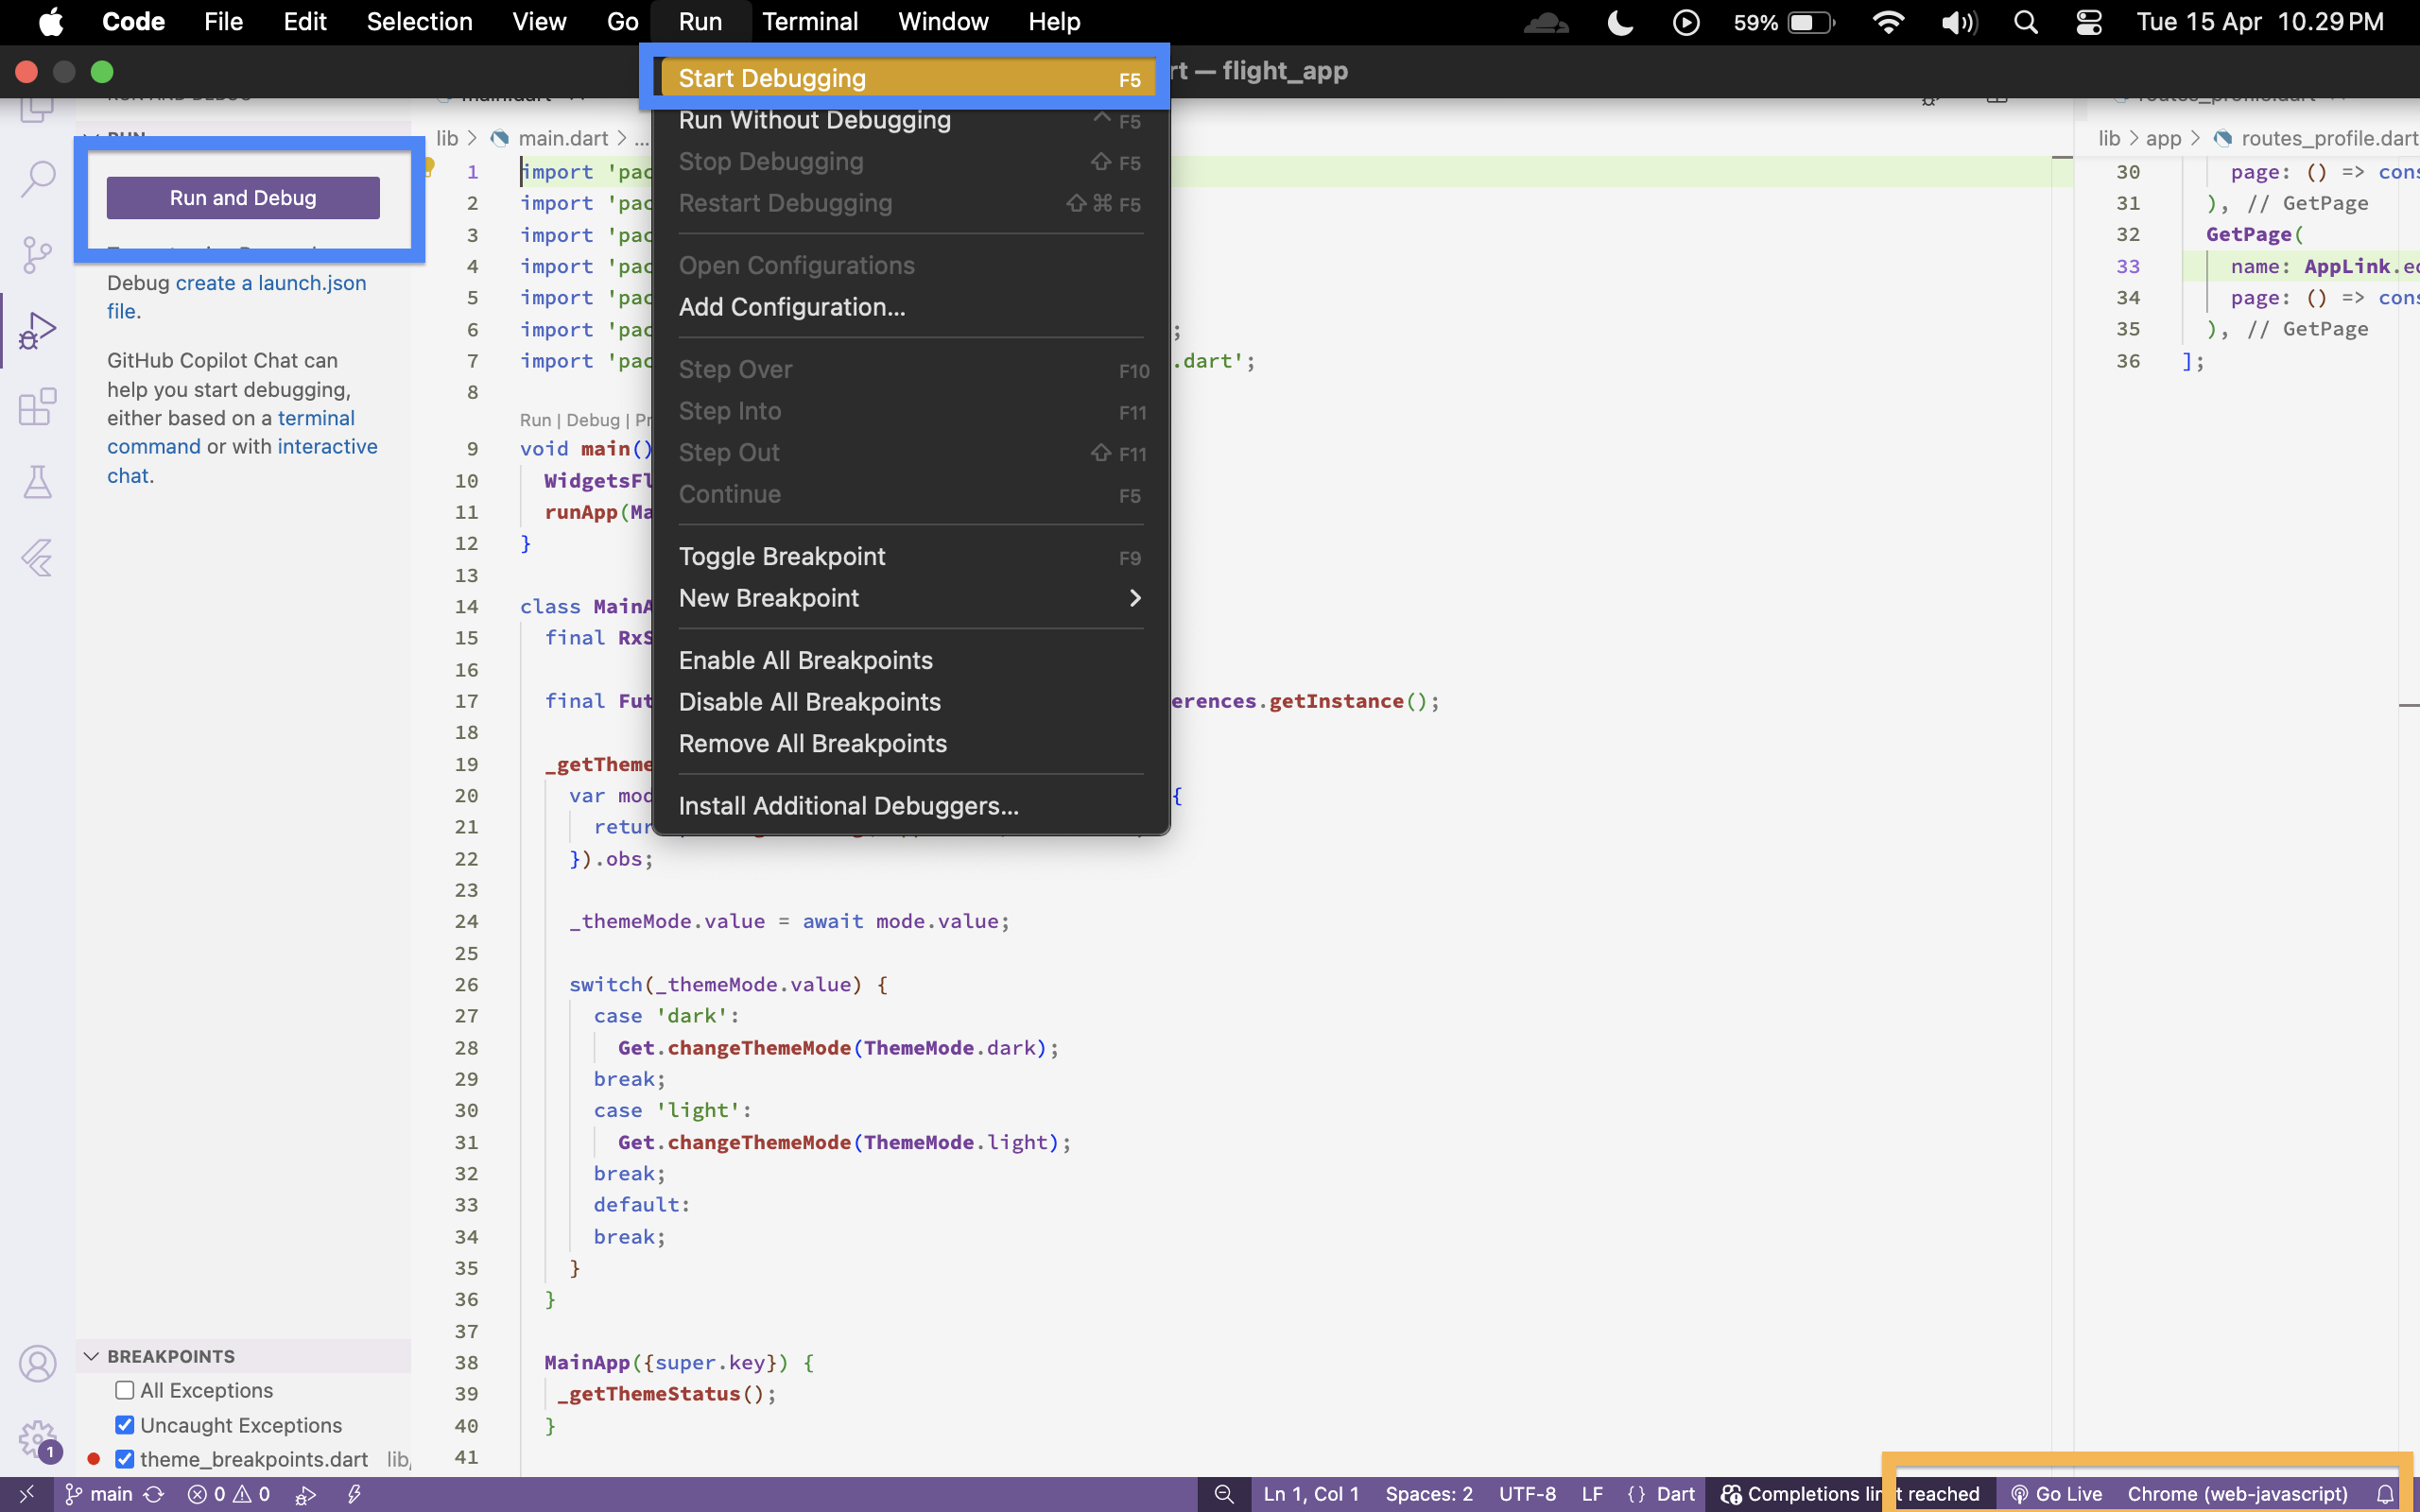 Code File Edit Selection View Go Run Terminal Window Help 59% Tue 15 Apr 10.29 PM
rt — flight_app
Start Debugging F5
Run Without Debugging ^ F5
Stop Debugging ⇧ F5
Restart Debugging ⇧ ⌘ F5
Open Configurations
Add Configuration...
Step Over F10
Step Into F11
Step Out ⇧ F11
Continue F5
Toggle Breakpoint F9
New Breakpoint
Enable All Breakpoints
Disable All Breakpoints
Remove All Breakpoints
Install Additional Debuggers...
RUN AND DEBUG
RUN
Run and Debug
Debug create a launch.json
file.
GitHub Copilot Chat can
help you start debugging,
either based on a terminal
command or with interactive
chat.
BREAKPOINTS
All Exceptions
Uncaught Exceptions
theme_breakpoints.dart lib/
1
main.dart
lib > main.dart > ...
1 import 'pac
2 import 'pac
3 import 'pac
4 import 'pac
5 import 'pac
6 import 'pac ;
7 import 'pac .dart';
8
Run | Debug | Pr
9 void main()
10 WidgetsFl
11 runApp(Ma
12 }
13
14 class MainA
15 final RxS
16
17 final Fut erences.getInstance();
18
19 _getTheme
20 var mod {
21 retur
22 }).obs;
23
24 _themeMode.value = await mode.value;
25
26 switch(_themeMode.value) {
27 case 'dark':
28 Get.changeThemeMode(ThemeMode.dark);
29 break;
30 case 'light':
31 Get.changeThemeMode(ThemeMode.light);
32 break;
33 default:
34 break;
35 }
36 }
37
38 MainApp({super.key}) {
39 _getThemeStatus();
40 }
41
routes_profile.dart
lib > app > routes_profile.dart
30 page: () => cons
31 ), // GetPage
32 GetPage(
33 name: AppLink.ed
34 page: () => cons
35 ), // GetPage
36 ];
main 0 0 Ln 1, Col 1 Spaces: 2 UTF-8 LF {} Dart Completions li t reached Go Live Chrome (web-javascript)